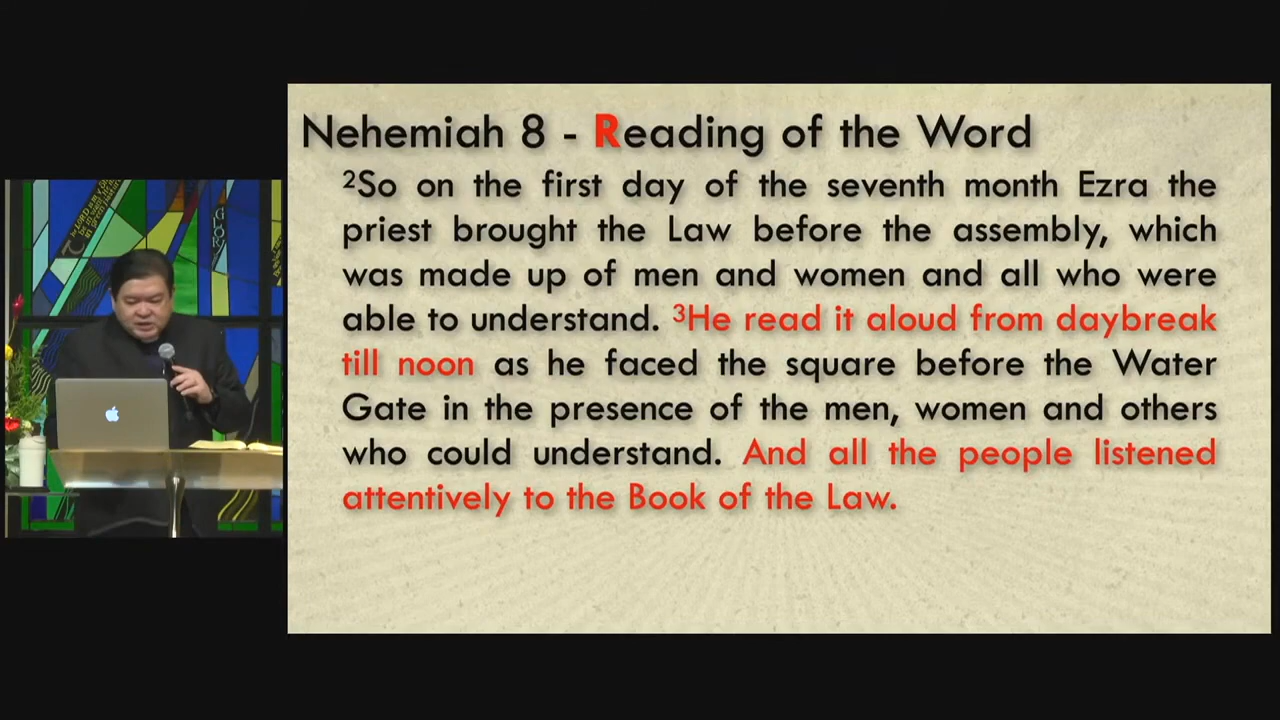 Nehemiah 8 - Reading of the Word
²So on the first day of the seventh month Ezra the
priest brought the Law before the assembly, which
was made up of men and women and all who were
able to understand. ³He read it aloud from daybreak
till noon as he faced the square before the Water
Gate in the presence of the men, women and others
who could understand. And all the people listened
attentively to the Book of the Law.
The LORD is my